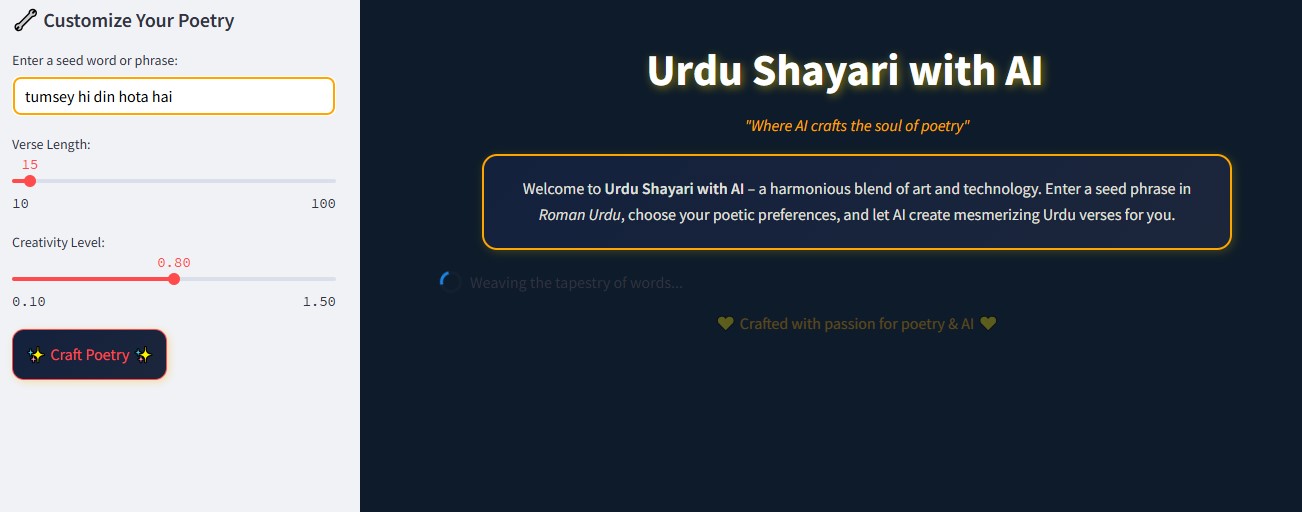 Customize Your Poetry
Enter a seed word or phrase:
tumsey hi din hota hai
Verse Length:
15
10 100
Creativity Level:
0.80
0.10 1.50
✨ Craft Poetry ✨
Urdu Shayari with AI
"Where AI crafts the soul of poetry"
Welcome to Urdu Shayari with AI – a harmonious blend of art and technology. Enter a seed phrase in
Roman Urdu, choose your poetic preferences, and let AI create mesmerizing Urdu verses for you.
Weaving the tapestry of words...
Crafted with passion for poetry & AI